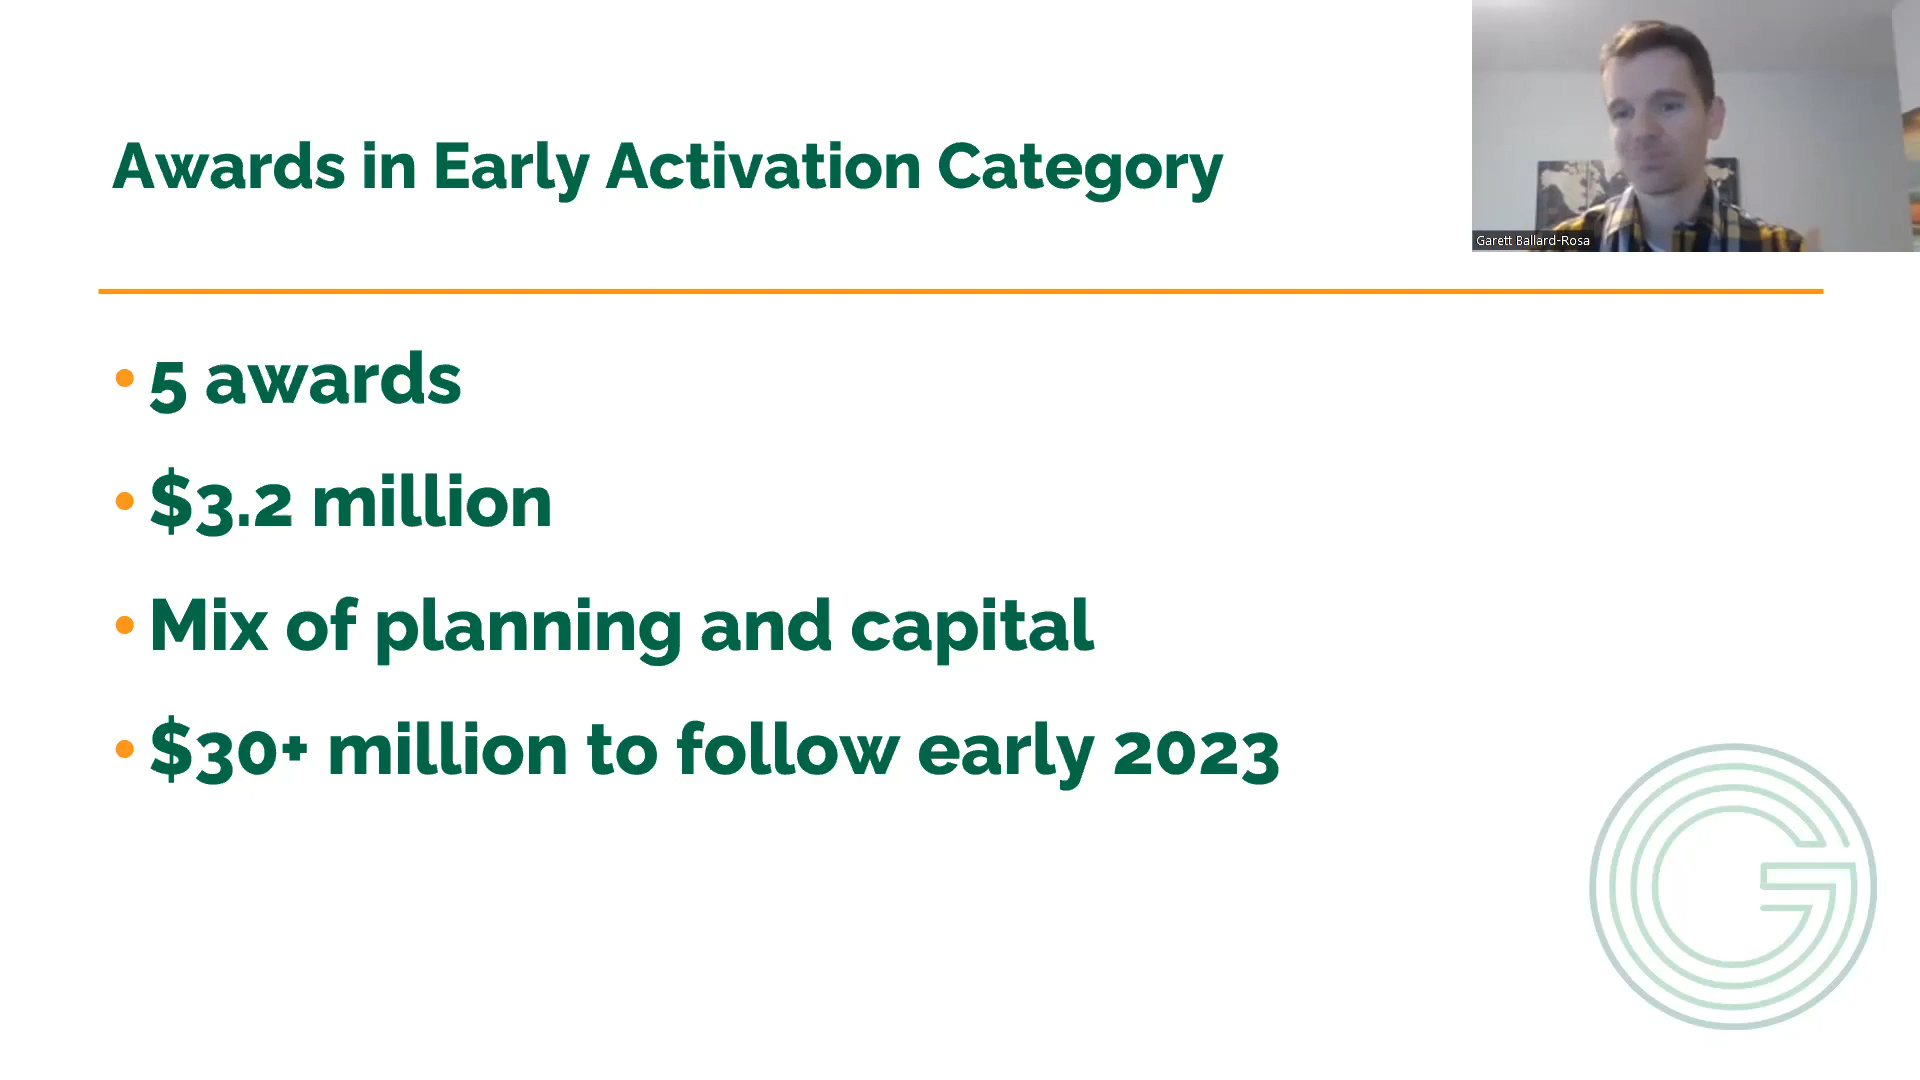 Awards in Early Activation Category
Garett Ballard-Rosa
• 5 awards
• $3.2 million
• Mix of planning and capital
• $30+ million to follow early 2023